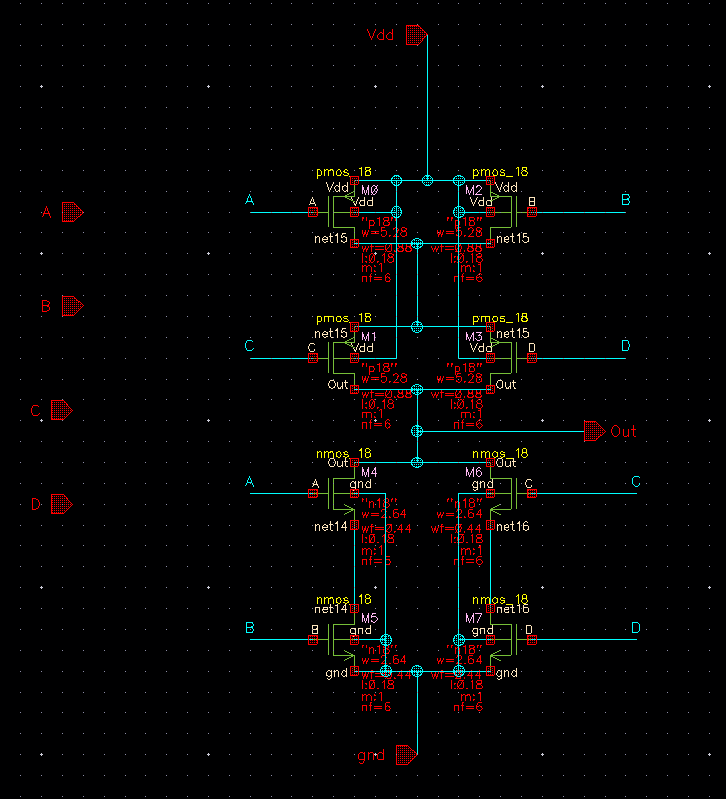 Vdd
pmos_18 pmos_18
Vdd Vdd
M0 M2
A A Vdd Vdd B B
A
"p18" "p18"
w=5.28 w=5.28
net15 net15
wf=0.88 wf=0.88
l:0.18 l:0.18
m:1 m:1
nf=6 nf=6
B
pmos_18 pmos_18
net15 net15
M1 M3
C C Vdd Vdd D D
"p18" "p18"
w=5.28 w=5.28
Out Out
wf=0.88 wf=0.88
l:0.18 l:0.18
C
m:1 m:1
nf=6 nf=6
Out
nmos_18 nmos_18
Out Out
M4 M6
A A gnd gnd C C
D
"n18" "n18"
w=2.64 w=2.64
net14 net16
wf=0.44 wf=0.44
l:0.18 l:0.18
m:1 m:1
nf=6 nf=6
nmos_18 nmos_18
net14 net16
M5 M7
B B gnd gnd D D
"n18" "n18"
w=2.64 w=2.64
gnd gnd
l:0.18 l:0.18
m:1 m:1
nf=6 nf=6
gnd